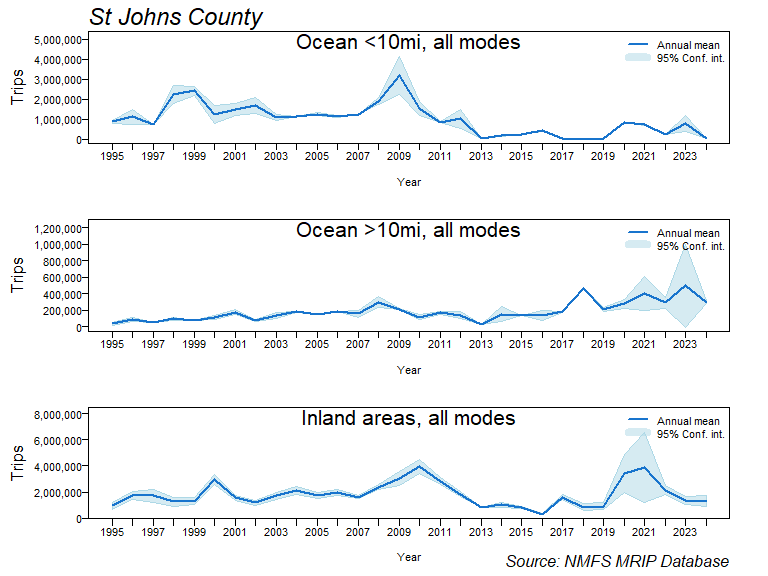 St Johns County
Ocean <10mi, all modes
Annual mean
95% Conf. int.
Trips
5,000,000
4,000,000
3,000,000
2,000,000
1,000,000
0
1995 1997 1999 2001 2003 2005 2007 2009 2011 2013 2015 2017 2019 2021 2023
Year
Ocean >10mi, all modes
Annual mean
95% Conf. int.
Trips
1,200,000
1,000,000
800,000
600,000
400,000
200,000
0
1995 1997 1999 2001 2003 2005 2007 2009 2011 2013 2015 2017 2019 2021 2023
Year
Inland areas, all modes
Annual mean
95% Conf. int.
Trips
8,000,000
6,000,000
4,000,000
2,000,000
0
1995 1997 1999 2001 2003 2005 2007 2009 2011 2013 2015 2017 2019 2021 2023
Year
Source: NMFS MRIP Database